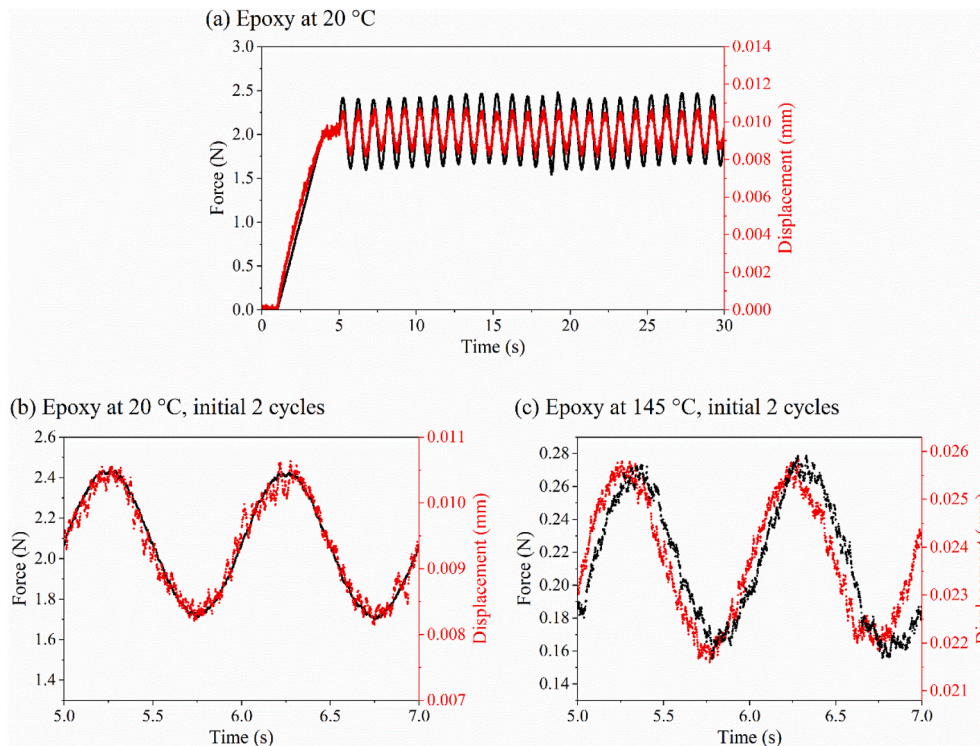 (a) Epoxy at 20 °C
Force (N)
3.0
2.5
2.0
1.5
1.0
0.5
0.0
0.014
0.012
0.010
0.008
0.006
0.004
0.002
0.000
Displacement (mm)
0 5 10 15 20 25 30
Time (s)
(b) Epoxy at 20 °C, initial 2 cycles
Force (N)
2.6
2.4
2.2
2.0
1.8
1.6
1.4
0.011
0.010
0.009
0.008
0.007
Displacement (mm)
5.0 5.5 6.0 6.5 7.0
Time (s)
(c) Epoxy at 145 °C, initial 2 cycles
Force (N)
0.28
0.26
0.24
0.22
0.20
0.18
0.16
0.14
0.026
0.025
0.024
0.023
0.022
0.021
5.0 5.5 6.0 6.5 7.0
Time (s)